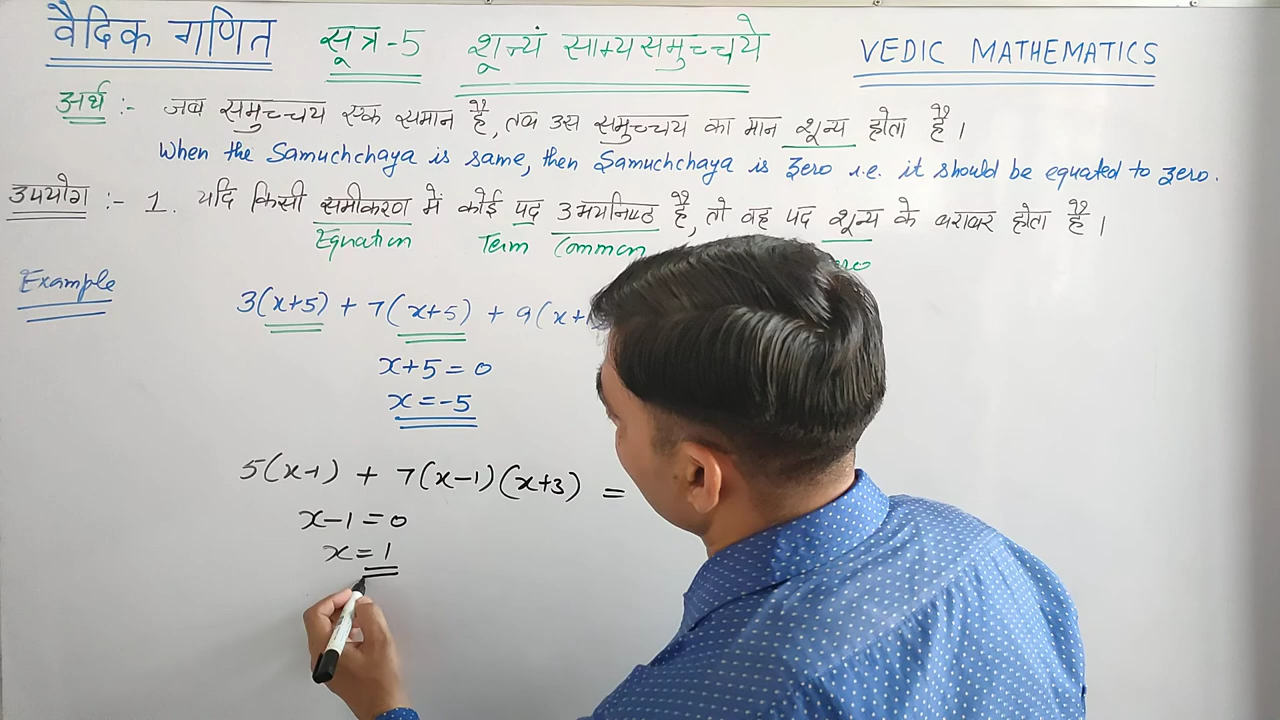 वैदिक गणित सूत्र-5 शून्यं साम्यसमुच्चये VEDIC MATHEMATICS
अर्थ :- जब समुच्चय एक समान है, तब उस समुच्चय का मान शून्य होता है।
When the Samuchchaya is same, then Samuchchaya is zero i.e. it should be equated to zero.
उपयोग :- 1. यदि किसी समीकरण में कोई पद उभयनिष्ठ है, तो वह पद शून्य के बराबर होता है।
Equation Term Common
Example
3(x+5) + 7(x+5) + 9(x+
x+5=0
x=-5
5(x-1) + 7(x-1)(x+3) =
x-1=0
x=1